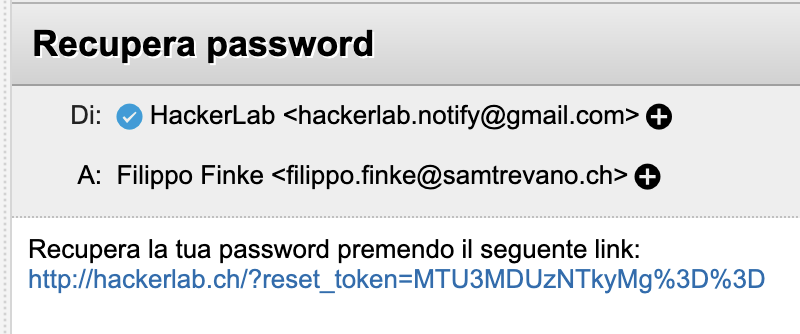 Recupera password
Di: HackerLab <hackerlab.notify@gmail.com>
A: Filippo Finke <filippo.finke@samtrevano.ch>
Recupera la tua password premendo il seguente link:
http://hackerlab.ch/?reset_token=MTU3MDUzNTkyMg%3D%3D